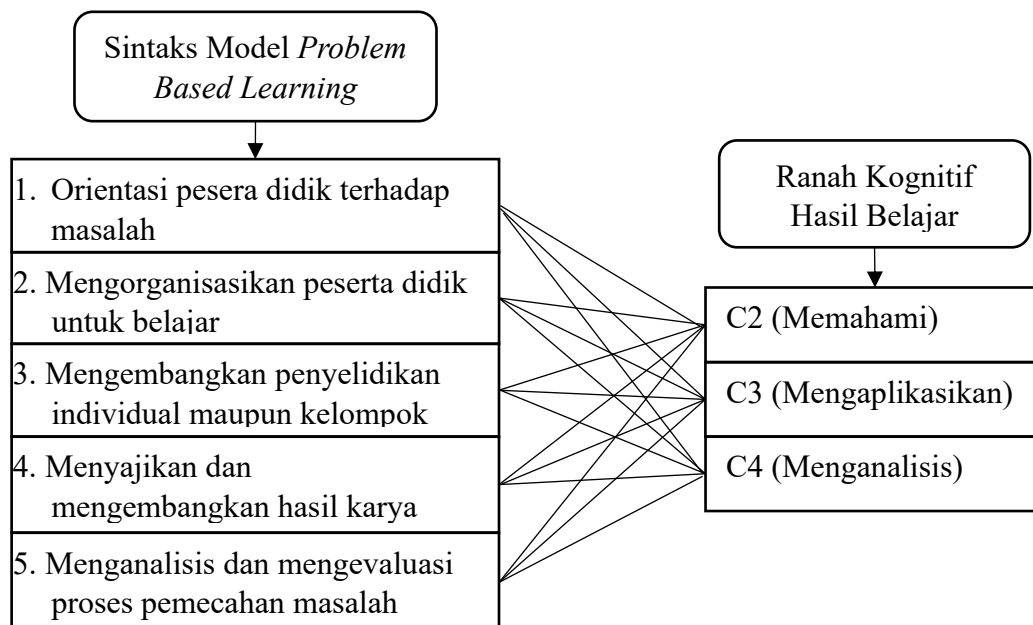 Sintaks Model Problem
Based Learning
1. Orientasi pesera didik terhadap
masalah
2. Mengorganisasikan peserta didik
untuk belajar
3. Mengembangkan penyelidikan
individual maupun kelompok
4. Menyajikan dan
mengembangkan hasil karya
5. Menganalisis dan mengevaluasi
proses pemecahan masalah
Ranah Kognitif
Hasil Belajar
C2 (Memahami)
C3 (Mengaplikasikan)
C4 (Menganalisis)